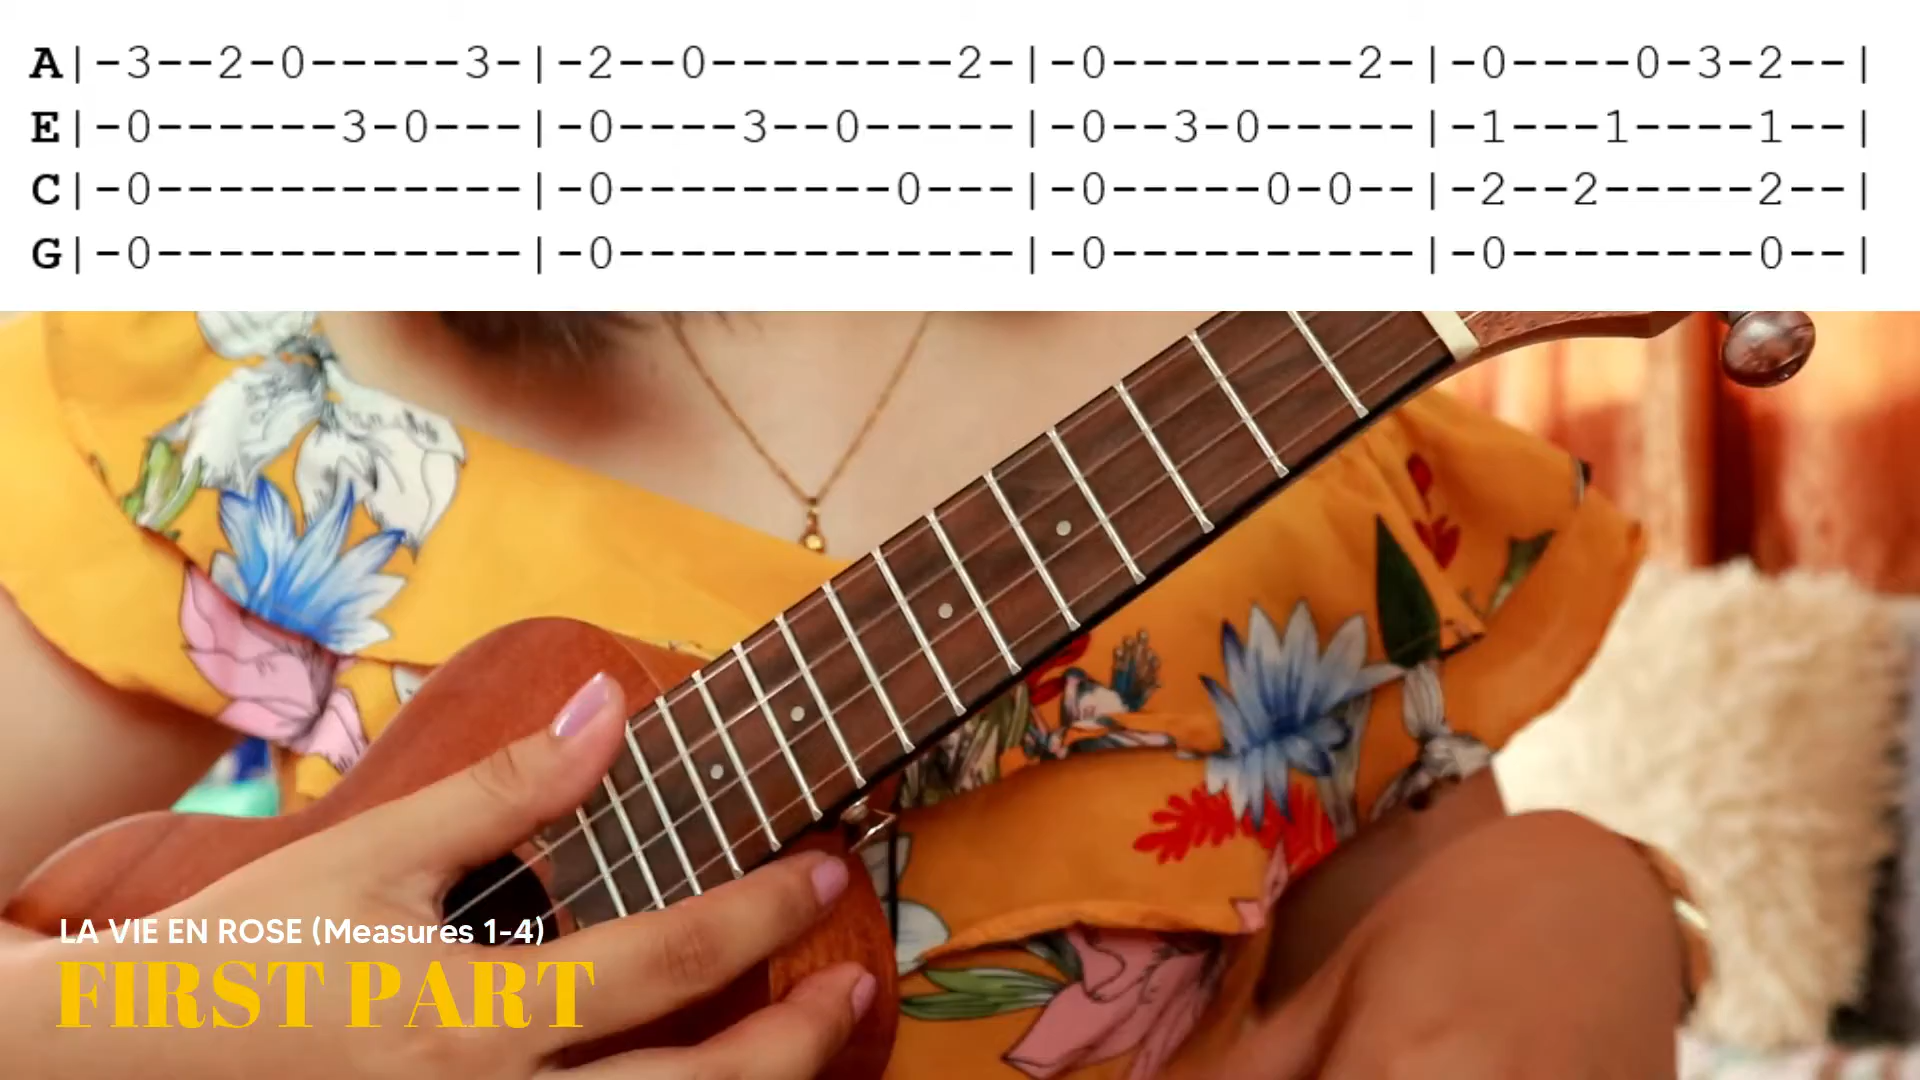 A|-3--2-0-----3-|-2--0--------2-|-0--------2-|-0----0-3-2--|
E|-0------3-0---|-0----3--0-----|-0--3-0-----|-1---1----1--|
C|-0------------|-0---------0---|-0-----0-0--|-2--2-----2--|
G|-0------------|-0-------------|-0----------|-0--------0--|
LA VIE EN ROSE (Measures 1-4)
FIRST PART